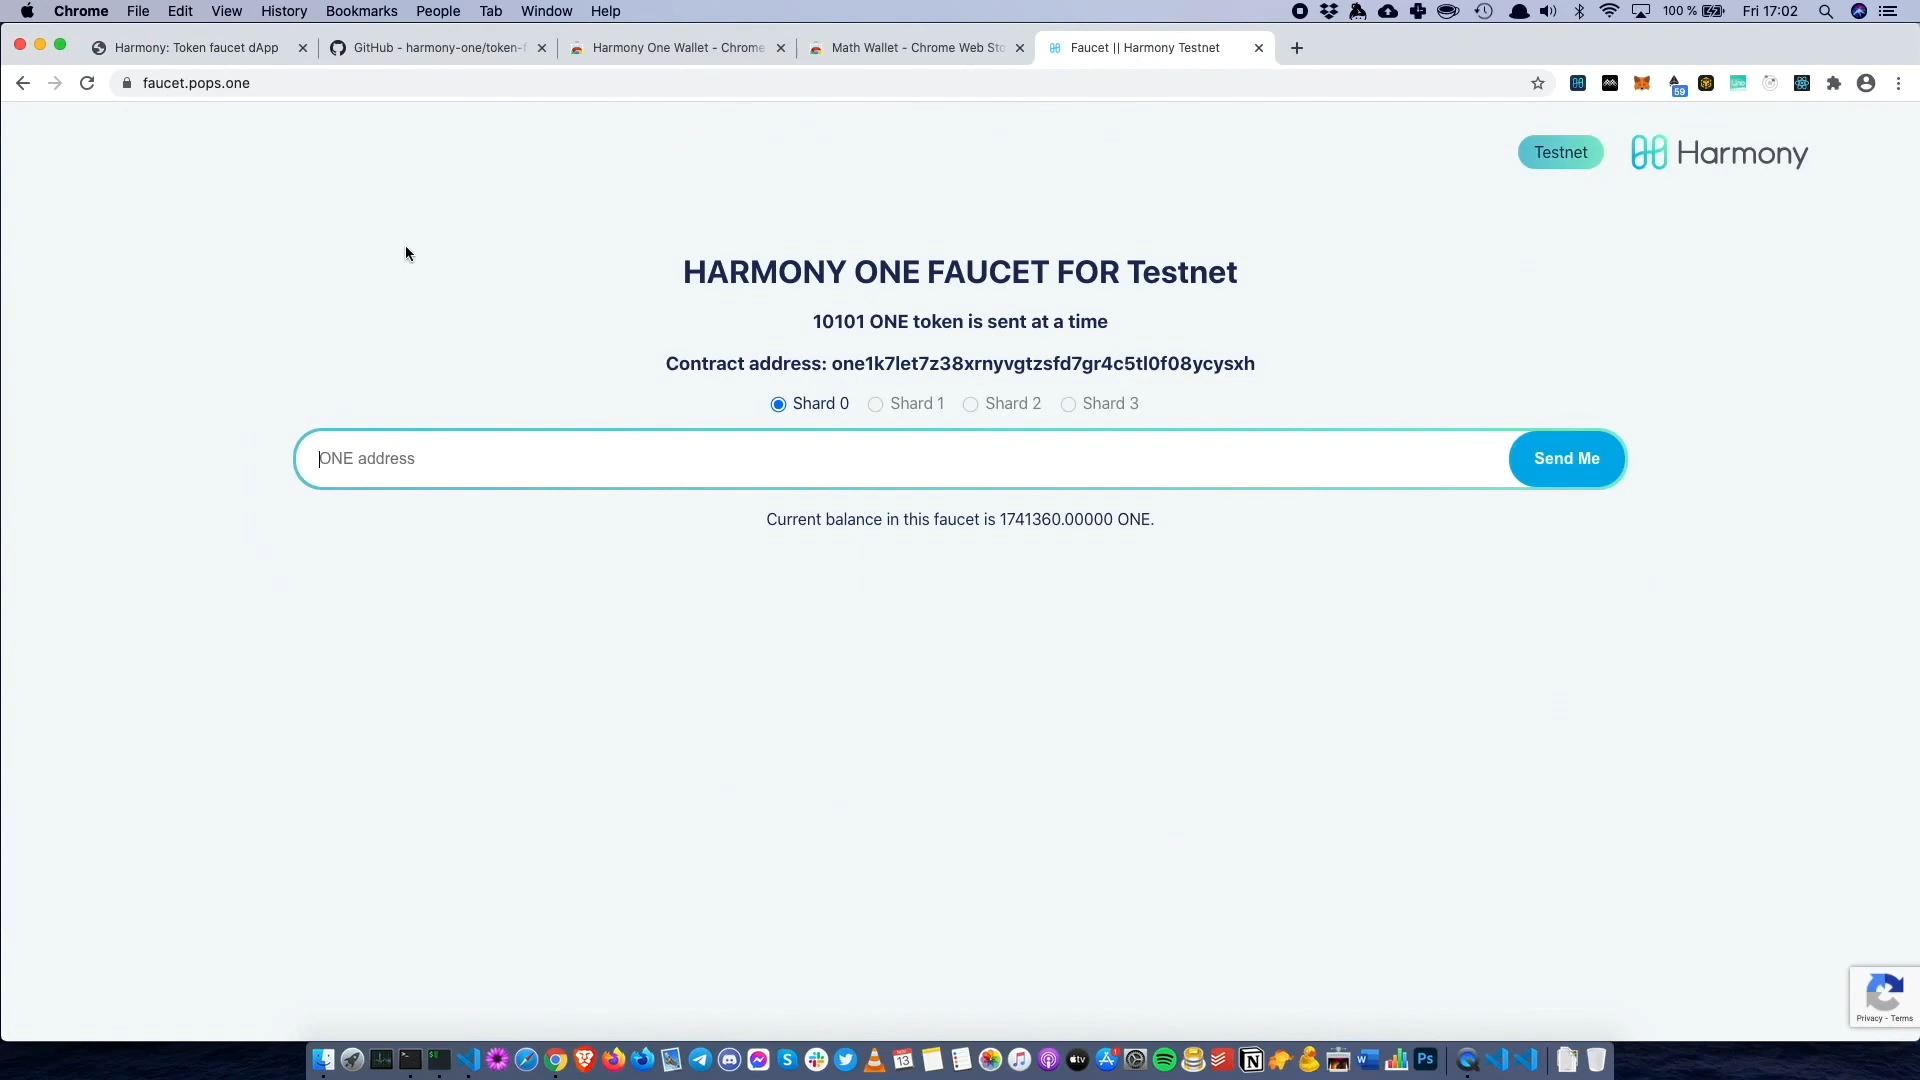 Chrome File Edit View History Bookmarks People Tab Window Help 100 % Fri 17:02
Harmony: Token faucet dApp GitHub - harmony-one/token-f Harmony One Wallet - Chrome Math Wallet - Chrome Web Sto Faucet || Harmony Testnet
faucet.pops.one
59
Testnet Harmony
HARMONY ONE FAUCET FOR Testnet
10101 ONE token is sent at a time
Contract address: one1k7let7z38xrnyvgtzsfd7gr4c5tl0f08ycysxh
Shard 0 Shard 1 Shard 2 Shard 3
ONE address Send Me
Current balance in this faucet is 1741360.00000 ONE.
Privacy - Terms
13 tv Ps